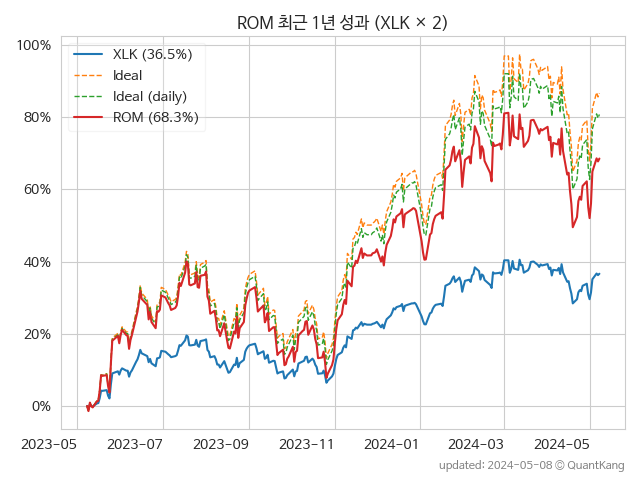 ROM 최근 1년 성과 (XLK × 2)
100%
80%
60%
40%
20%
0%
XLK (36.5%)
Ideal
Ideal (daily)
ROM (68.3%)
2023−05 2023−07 2023−09 2023−11 2024−01 2024−03 2024−05
updated: 2024-05-08 ⓒ QuantKang